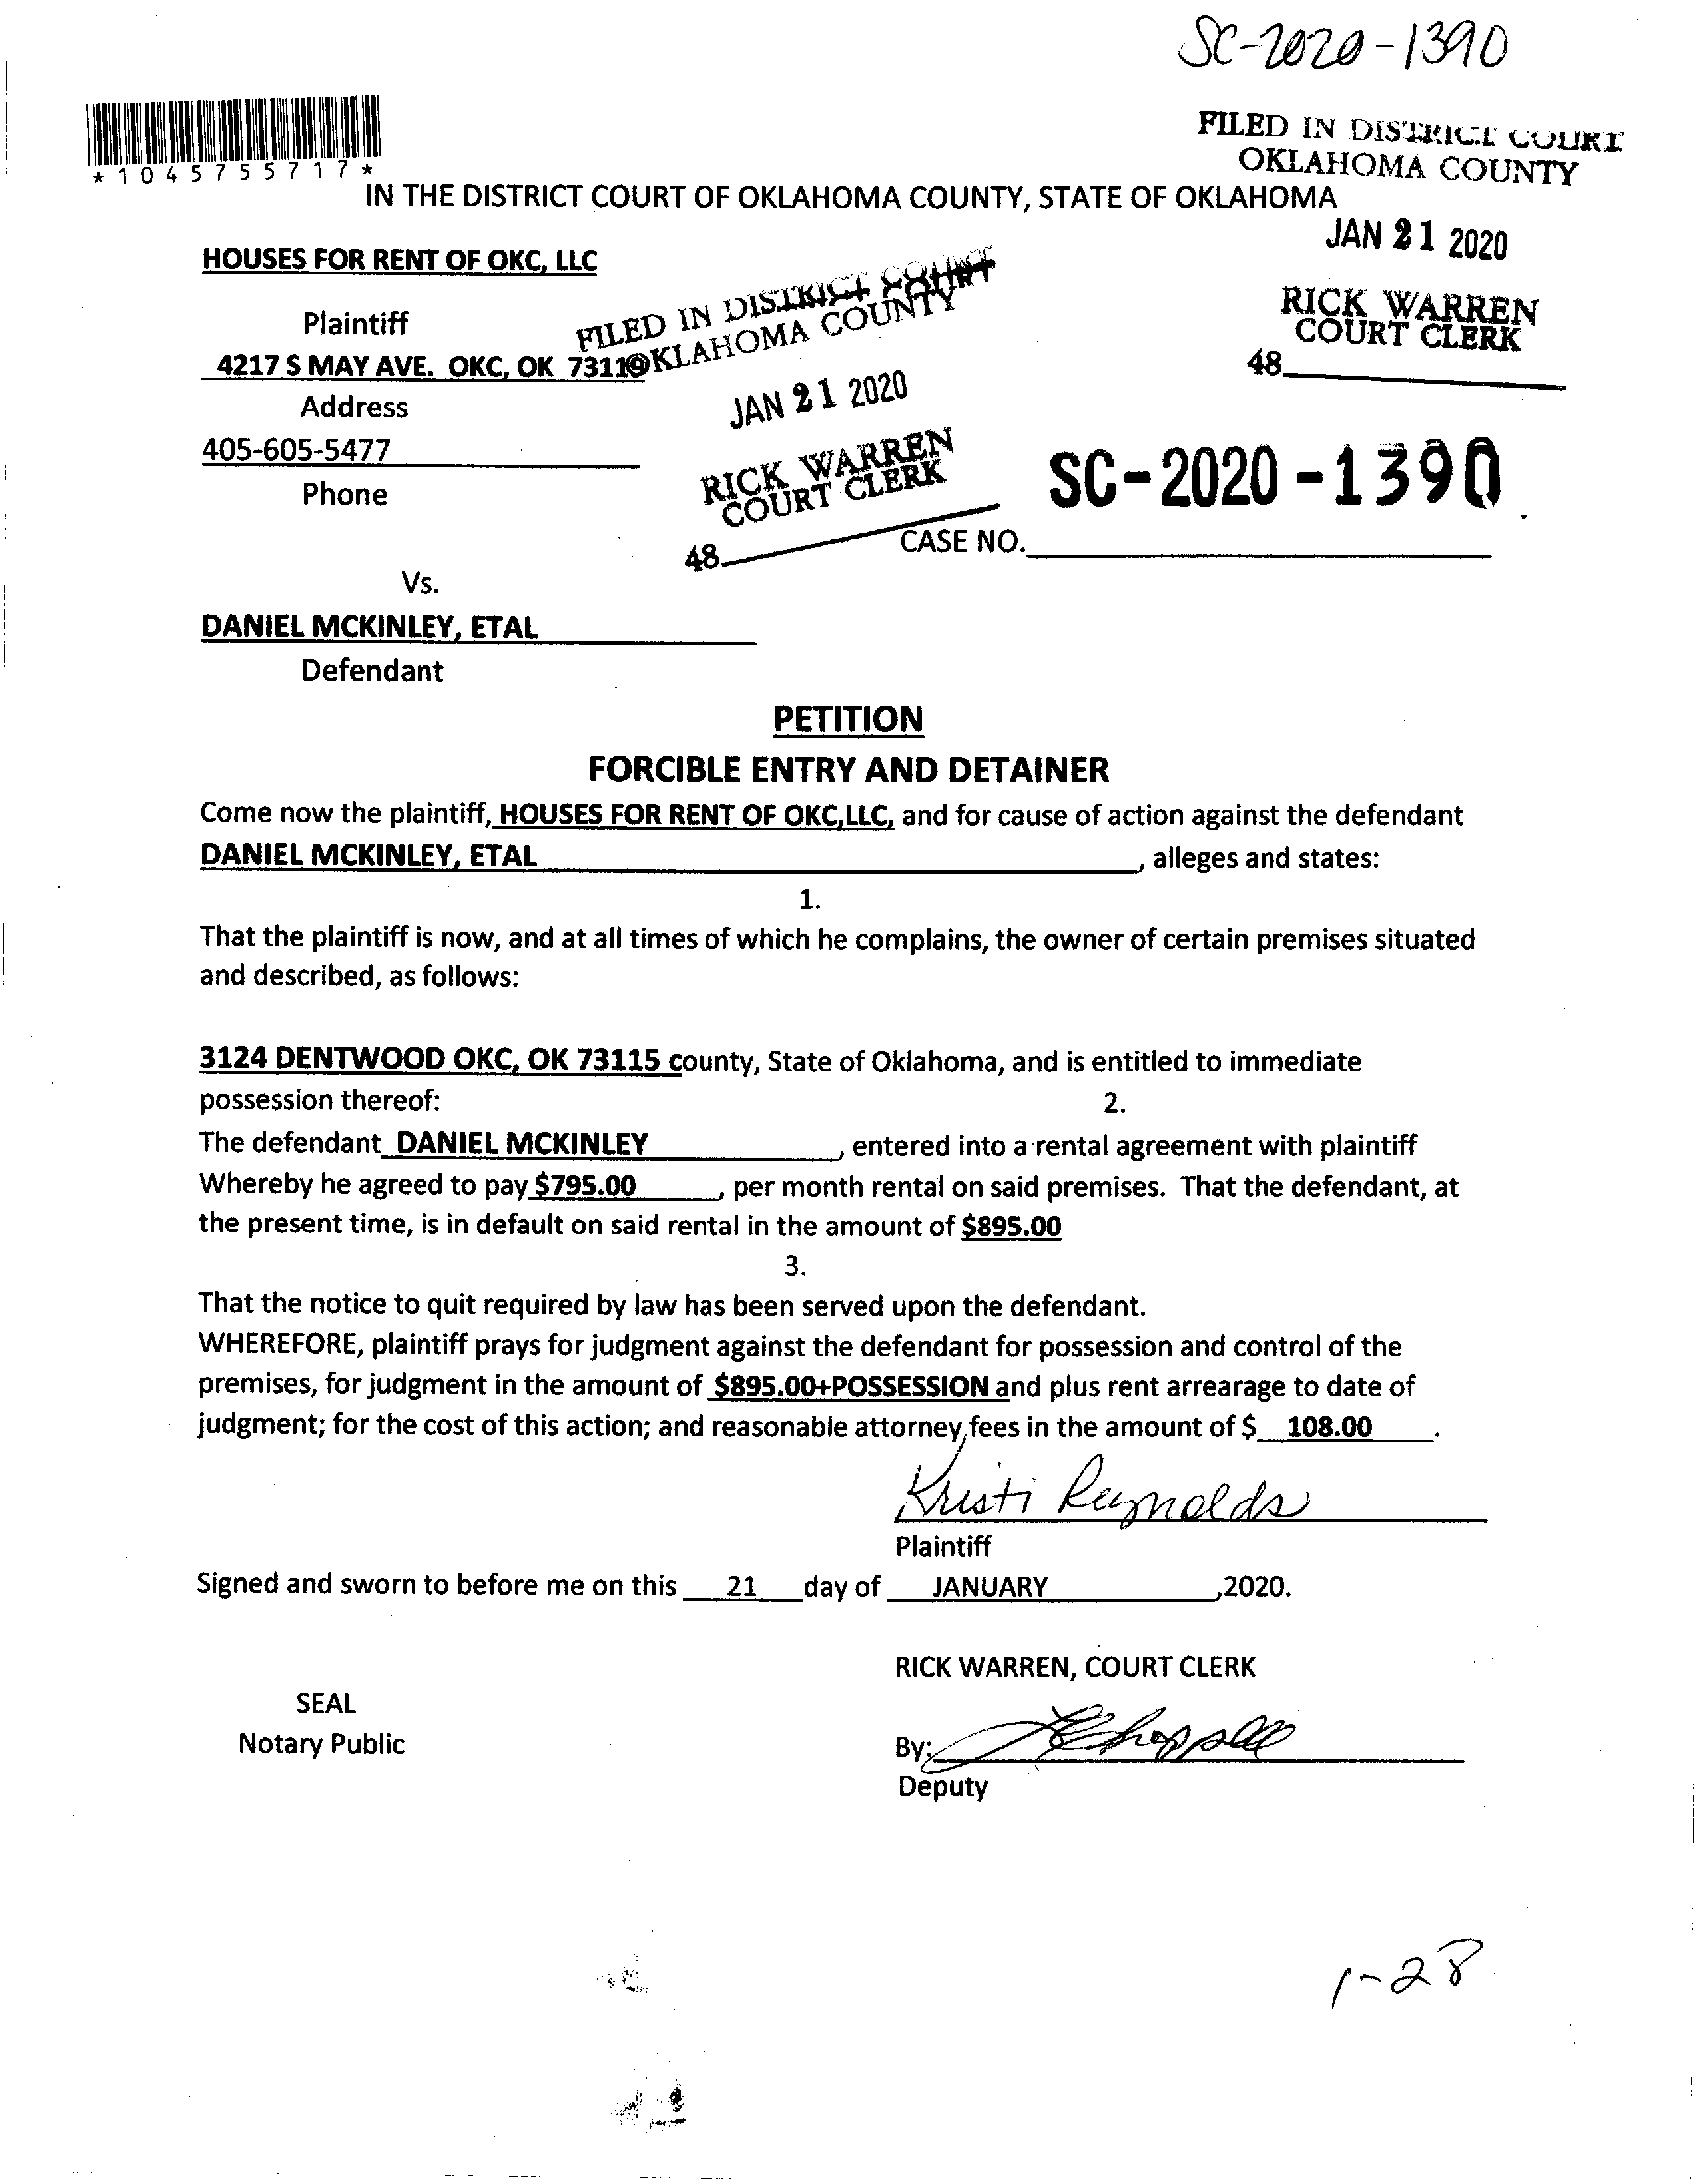 SC-2020-1390
FILED IN DISTRICT COURT
OKLAHOMA COUNTY
*1045755717*
IN THE DISTRICT COURT OF OKLAHOMA COUNTY, STATE OF OKLAHOMA
JAN 21 2020
HOUSES FOR RENT OF OKC, LLC
RICK WARREN
COURT CLERK
48
Plaintiff
FILED IN DISTRICT COURT
OKLAHOMA COUNTY
4217 S MAY AVE. OKC, OK 7311
Address
JAN 21 2020
405-605-5477
Phone
RICK WARREN
COURT CLERK
48
SC-2020-1390
CASE NO.
Vs.
DANIEL MCKINLEY, ETAL
Defendant
PETITION
FORCIBLE ENTRY AND DETAINER
Come now the plaintiff, HOUSES FOR RENT OF OKC,LLC, and for cause of action against the defendant
DANIEL MCKINLEY, ETAL, alleges and states:
1.
That the plaintiff is now, and at all times of which he complains, the owner of certain premises situated
and described, as follows:
3124 DENTWOOD OKC, OK 73115 county, State of Oklahoma, and is entitled to immediate
possession thereof:
2.
The defendant DANIEL MCKINLEY, entered into a rental agreement with plaintiff
Whereby he agreed to pay $795.00, per month rental on said premises. That the defendant, at
the present time, is in default on said rental in the amount of $895.00
3.
That the notice to quit required by law has been served upon the defendant.
WHEREFORE, plaintiff prays for judgment against the defendant for possession and control of the
premises, for judgment in the amount of $895.00+POSSESSION and plus rent arrearage to date of
judgment; for the cost of this action; and reasonable attorney fees in the amount of $ 108.00.
Kristi Reynolds
Plaintiff
Signed and sworn to before me on this 21 day of JANUARY,2020.
RICK WARREN, COURT CLERK
SEAL
Notary Public
By:
Deputy
1-28